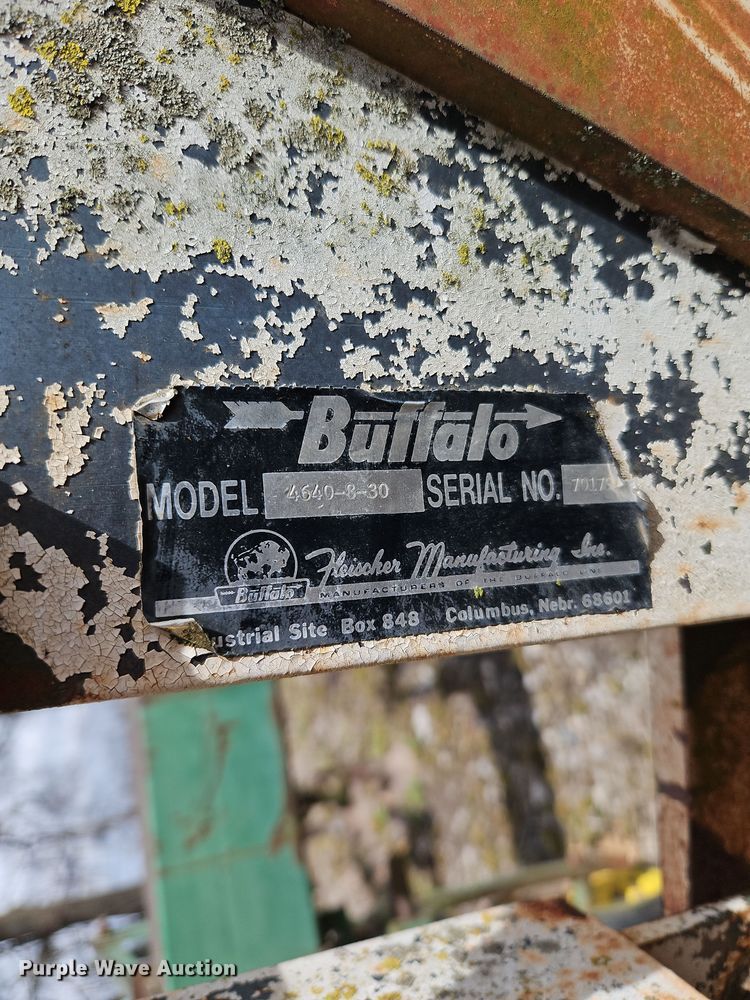 Buffalo
MODEL 4640-8-30 SERIAL NO.
Buffalo
Fleischer Manufacturing Inc.
MANUFACTURERS OF THE BUFFALO LINE
Site Box 848 Columbus, Nebr. 68601
Purple Wave Auction